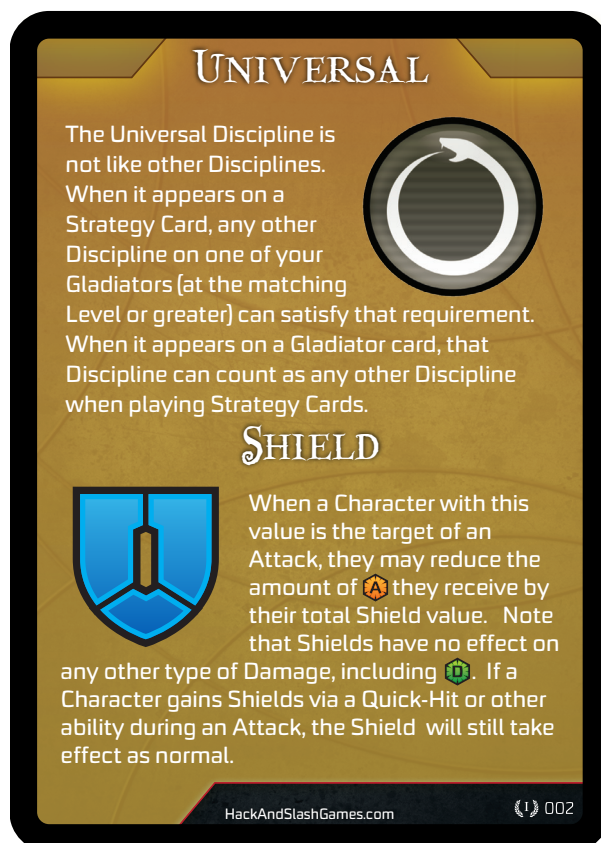 UNIVERSAL
The Universal Discipline is
not like other Disciplines.
When it appears on a
Strategy Card, any other
Discipline on one of your
Gladiators (at the matching
Level or greater) can satisfy that requirement.
When it appears on a Gladiator card, that
Discipline can count as any other Discipline
when playing Strategy Cards.
SHIELD
When a Character with this
value is the target of an
Attack, they may reduce the
amount of A they receive by
their total Shield value. Note
that Shields have no effect on
any other type of Damage, including D. If a
Character gains Shields via a Quick-Hit or other
ability during an Attack, the Shield will still take
effect as normal.
HackAndSlashGames.com
I 002